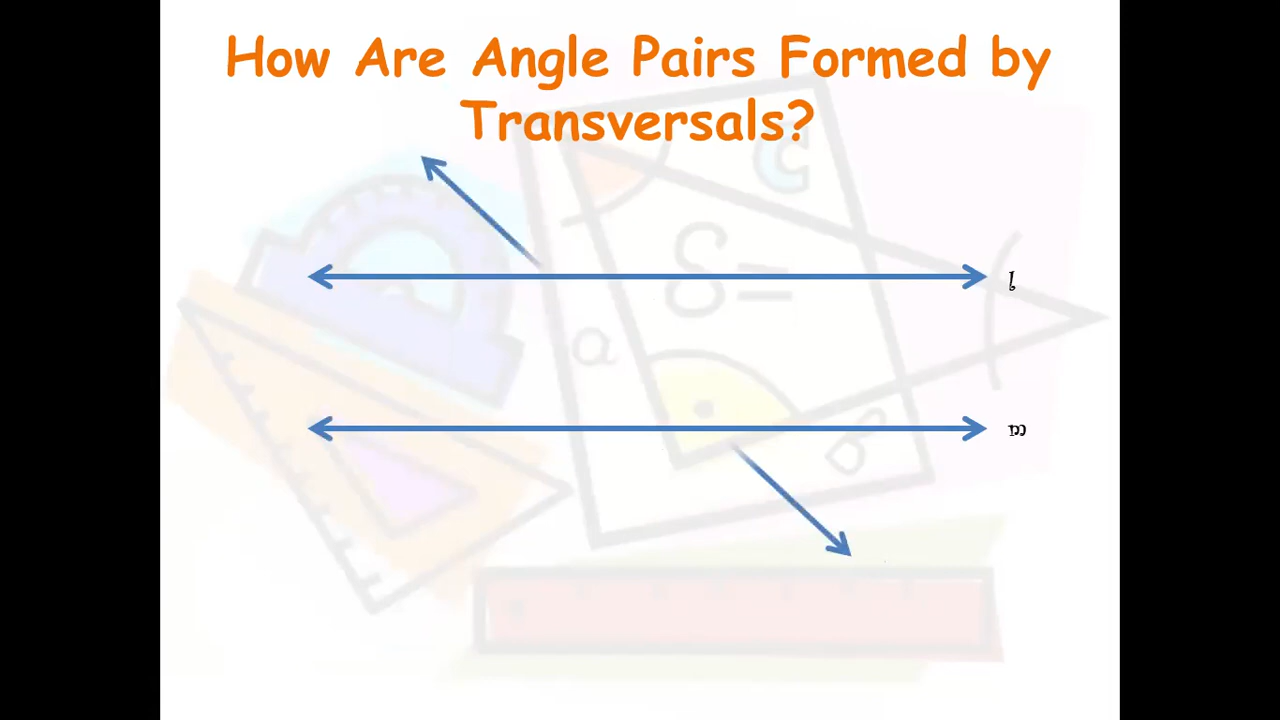 How Are Angle Pairs Formed by
Transversals?
c
ε=
l
a
m
b